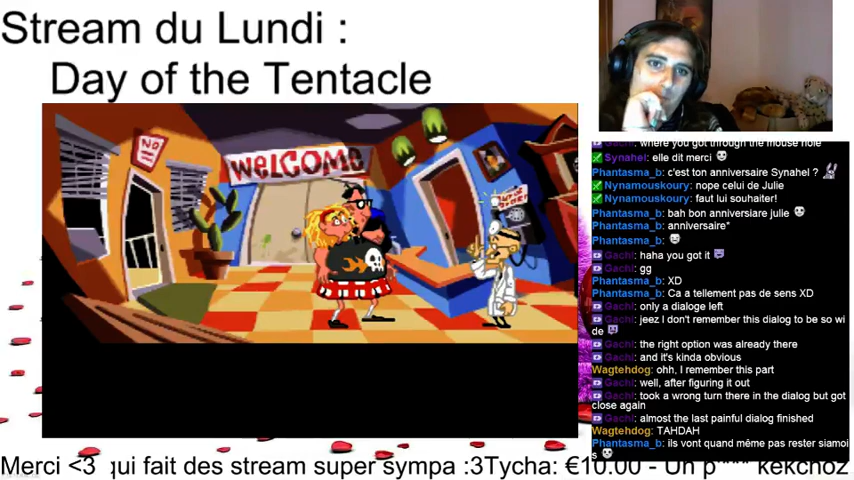 Stream du Lundi :
Day of the Tentacle
NO
WELCOME
Gachi: where you got through the mouse hole
Synahel: elle dit merci
Phantasma_b: c'est ton anniversaire Synahel ?
Nynamouskoury: nope celui de Julie
Nynamouskoury: faut lui souhaiter!
Phantasma_b: bah bon anniversiare julie
Phantasma_b: anniversaire*
Phantasma_b:
Gachi: haha you got it
Gachi: gg
Phantasma_b: XD
Phantasma_b: Ca a tellement pas de sens XD
Gachi: only a dialoge left
Gachi: jeez I don't remember this dialog to be so wi
de
Gachi: the right option was already there
Gachi: and it's kinda obvious
Wagtehdog: ohh, I remember this part
Gachi: well, after figuring it out
Gachi: took a wrong turn there in the dialog but got
close again
Gachi: almost the last painful dialog finished
Wagtehdog: TAHDAH
Phantasma_b: ils vont quand même pas rester siamoi
s
Merci <3 qui fait des stream super sympa :3Tycha: €10.00 - Un p**** kekchoz